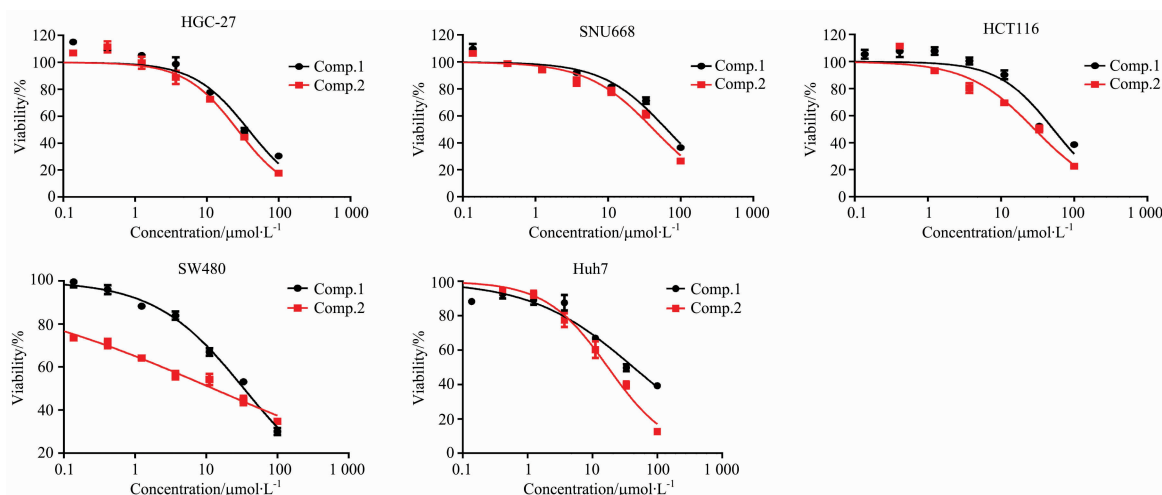 HGC-27
120
100
80
60
40
20
0
Viability/%
Comp.1
Comp.2
0.1 1 10 100 1 000
Concentration/μmol·L⁻¹
SNU668
120
100
80
60
40
20
0
Viability/%
Comp.1
Comp.2
0.1 1 10 100 1 000
Concentration/μmol·L⁻¹
HCT116
120
100
80
60
40
20
0
Viability/%
Comp.1
Comp.2
0.1 1 10 100 1 000
Concentration/μmol·L⁻¹
SW480
100
80
60
40
20
Viability/%
Comp.1
Comp.2
0.1 1 10 100 1 000
Concentration/μmol·L⁻¹
Huh7
100
80
60
40
20
0
Viability/%
Comp.1
Comp.2
0.1 1 10 100 1 000
Concentration/μmol·L⁻¹